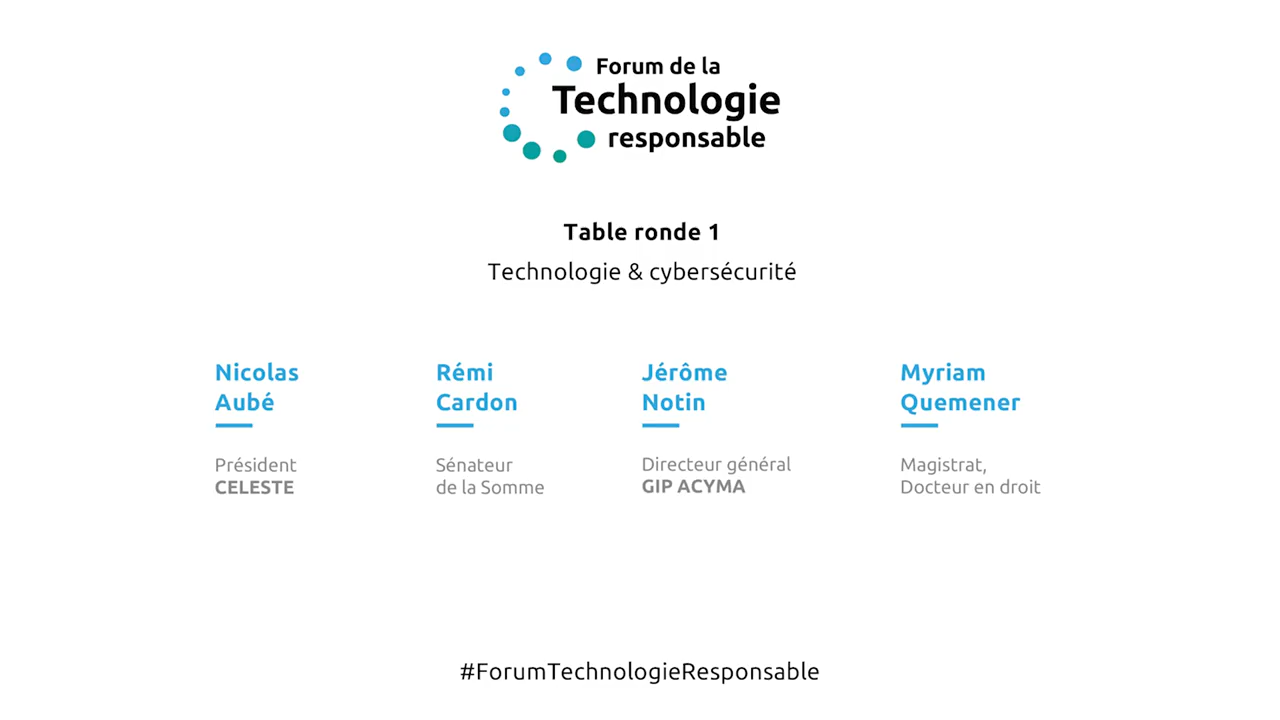 Forum de la
Technologie
responsable
Table ronde 1
Technologie & cybersécurité
Nicolas
Aubé
Président
CELESTE
Rémi
Cardon
Sénateur
de la Somme
Jérôme
Notin
Directeur général
GIP ACYMA
Myriam
Quemener
Magistrat,
Docteur en droit
#ForumTechnologieResponsable